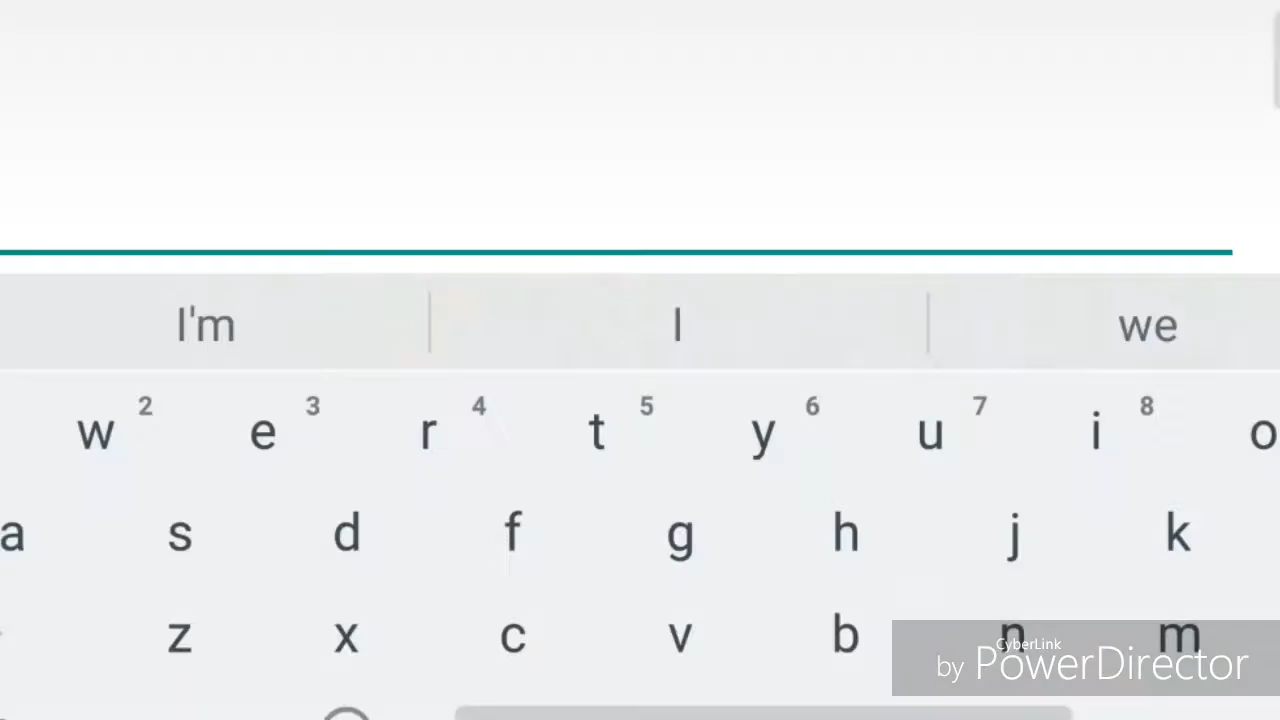 I'm I we
2 3 4 5 6 7 8
w e r t y u i o
a s d f g h j k
z x c v b n m
CyberLink
by PowerDirector